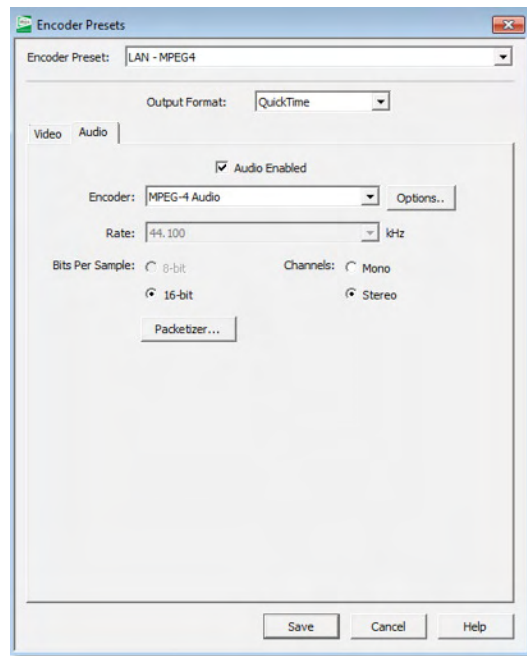 Encoder Presets
Encoder Preset: LAN - MPEG4
Output Format: QuickTime
Video Audio
Audio Enabled
Encoder: MPEG-4 Audio Options..
Rate: 44.100 kHz
Bits Per Sample: 8-bit Channels: Mono
16-bit Stereo
Packetizer...
Save Cancel Help